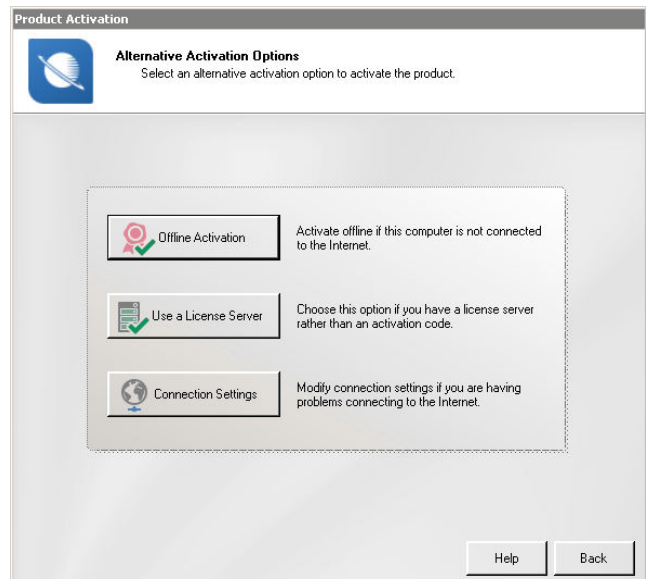 Product Activation
Alternative Activation Options
Select an alternative activation option to activate the product.
Offline Activation
Activate offline if this computer is not connected
to the Internet.
Use a License Server
Choose this option if you have a license server
rather than an activation code.
Connection Settings
Modify connection settings if you are having
problems connecting to the Internet.
Help
Back